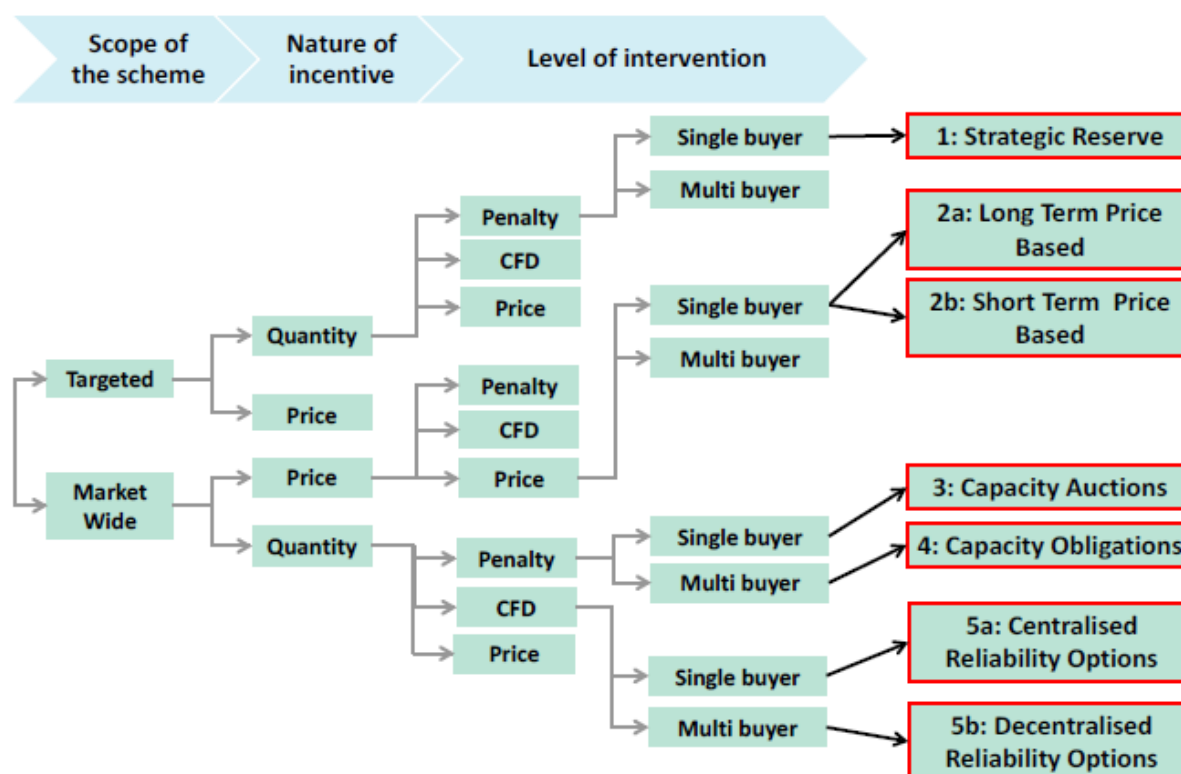 Scope of
the scheme
Nature of
incentive
Level of intervention
Single buyer
1: Strategic Reserve
Multi buyer
Penalty
2a: Long Term Price
Based
CFD
Price
Single buyer
2b: Short Term Price
Based
Quantity
Multi buyer
Targeted
Penalty
Price
CFD
Price
Price
3: Capacity Auctions
Market
Wide
Single buyer
4: Capacity Obligations
Quantity
Penalty
Multi buyer
CFD
5a: Centralised
Reliability Options
Price
Single buyer
Multi buyer
5b: Decentralised
Reliability Options